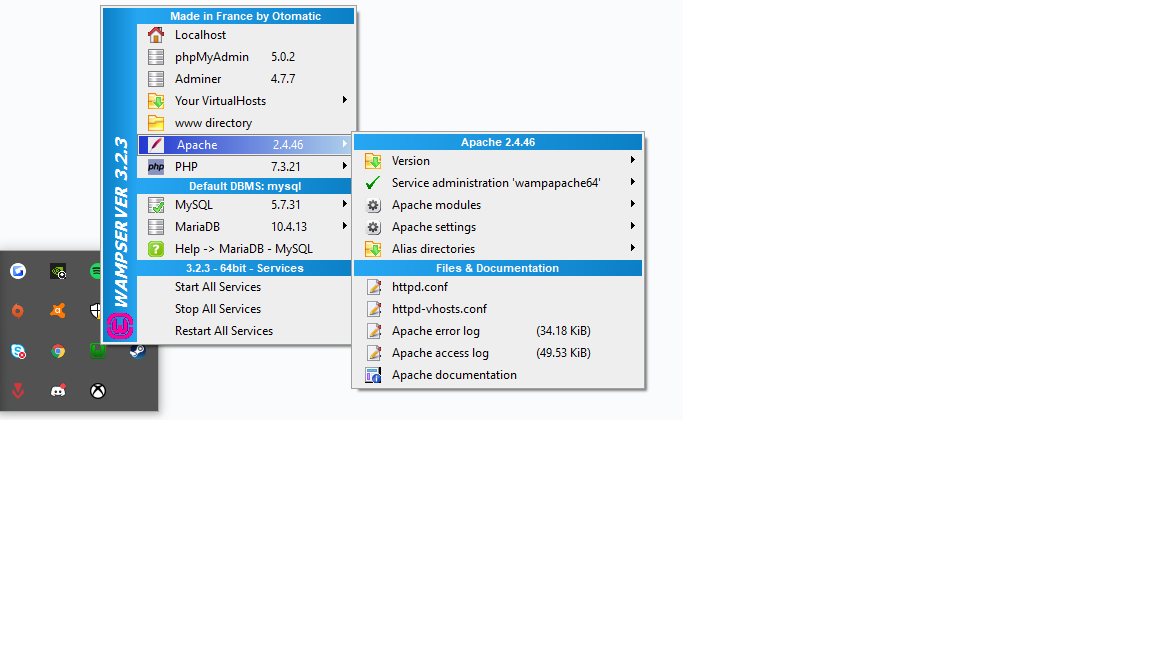 Made in France by Otomatic
Localhost
phpMyAdmin 5.0.2
Adminer 4.7.7
Your VirtualHosts
www directory
Apache 2.4.46
php PHP 7.3.21
Default DBMS: mysql
MySQL 5.7.31
MariaDB 10.4.13
? Help -> MariaDB - MySQL
3.2.3 - 64bit - Services
Start All Services
Stop All Services
Restart All Services
WAMPSERVER 3.2.3
Apache 2.4.46
Version
Service administration 'wampapache64'
Apache modules
Apache settings
Alias directories
Files & Documentation
httpd.conf
httpd-vhosts.conf
Apache error log (34.18 KiB)
Apache access log (49.53 KiB)
Apache documentation